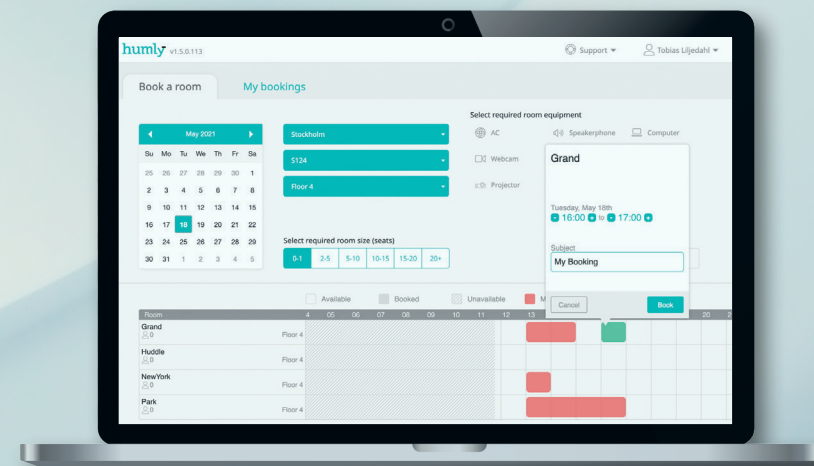 humly v1.5.0.113
Support
Tobias Liljedahl
Book a room
My bookings
Select required room equipment
May 2021
Su Mo Tu We Th Fr Sa
25 26 27 28 29 30 1
2 3 4 5 6 7 8
9 10 11 12 13 14 15
16 17 18 19 20 21 22
23 24 25 26 27 28 29
30 31 1 2 3 4 5
Stockholm
S124
Floor 4
AC
Speakerphone
Computer
Webcam
Projector
Grand
Tuesday, May 18th
16:00 to 17:00
Subject
My Booking
Cancel
Book
Select required room size (seats)
0-1 2-5 5-10 10-15 15-20 20+
Available
Booked
Unavailable
Room
4 05 06 07 08 09 10 11 12 13 20
Grand
0
Floor 4
Huddle
0
Floor 4
NewYork
0
Floor 4
Park
0
Floor 4